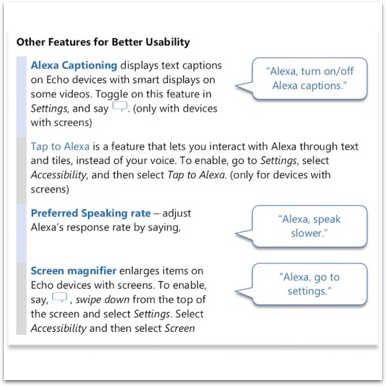 Other Features for Better Usability
Alexa Captioning displays text captions
on Echo devices with smart displays on
some videos. Toggle on this feature in
Settings, and say . (only with devices
with screens)
"Alexa, turn on/off
Alexa captions."
Tap to Alexa is a feature that lets you interact with Alexa through text
and tiles, instead of your voice. To enable, go to Settings, select
Accessibility, and then select Tap to Alexa. (only for devices with
screens)
Preferred Speaking rate – adjust
Alexa's response rate by saying,
"Alexa, speak
slower."
Screen magnifier enlarges items on
Echo devices with screens. To enable,
say, , swipe down from the top of
the screen and select Settings. Select
Accessibility and then select Screen
"Alexa, go to
settings."